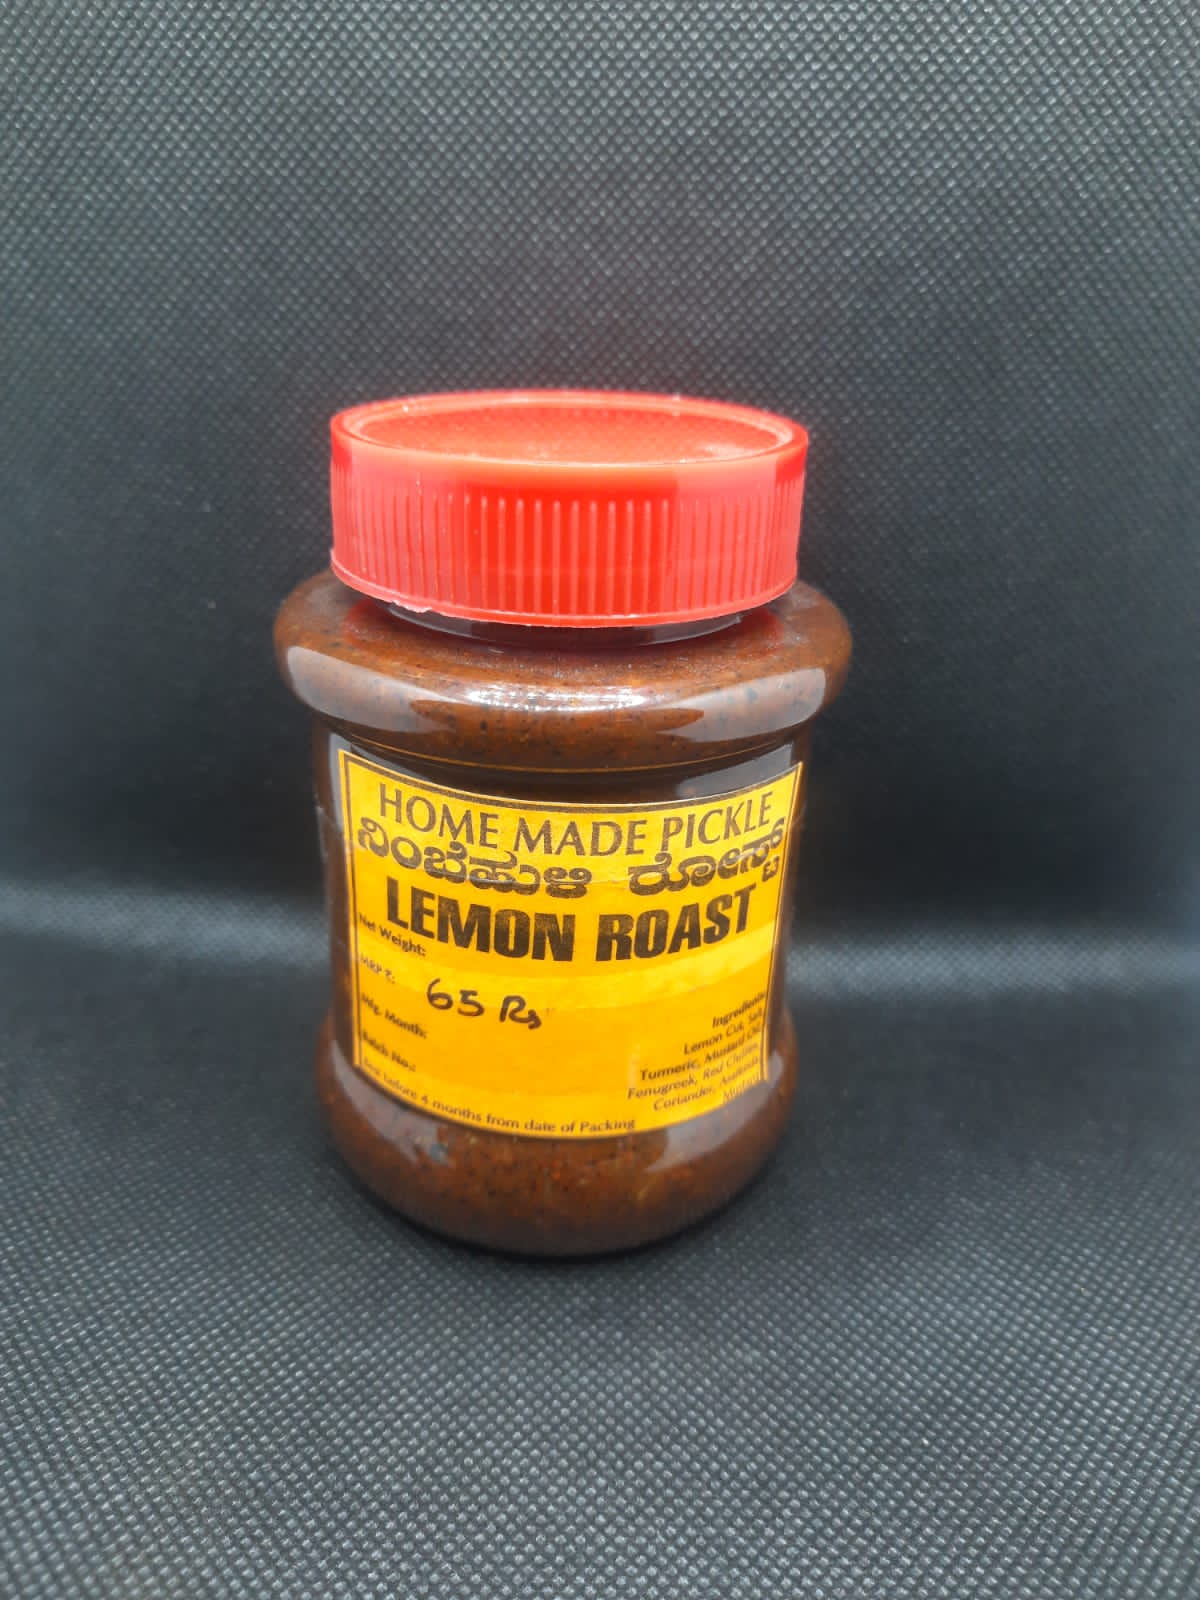 HOME MADE PICKLE
ನಿಂಬೆಹುಳಿ ರೋಸ್ಟ್
LEMON ROAST
Net Weight:
MRP ₹: 65 Rs
Mfg. Month:
Batch No.:
Best before 4 months from date of Packing
Ingredients
Lemon Cut, Salt,
Turmeric, Mustard Oil,
Fenugreek, Red Chillies,
Coriander,
Mustard